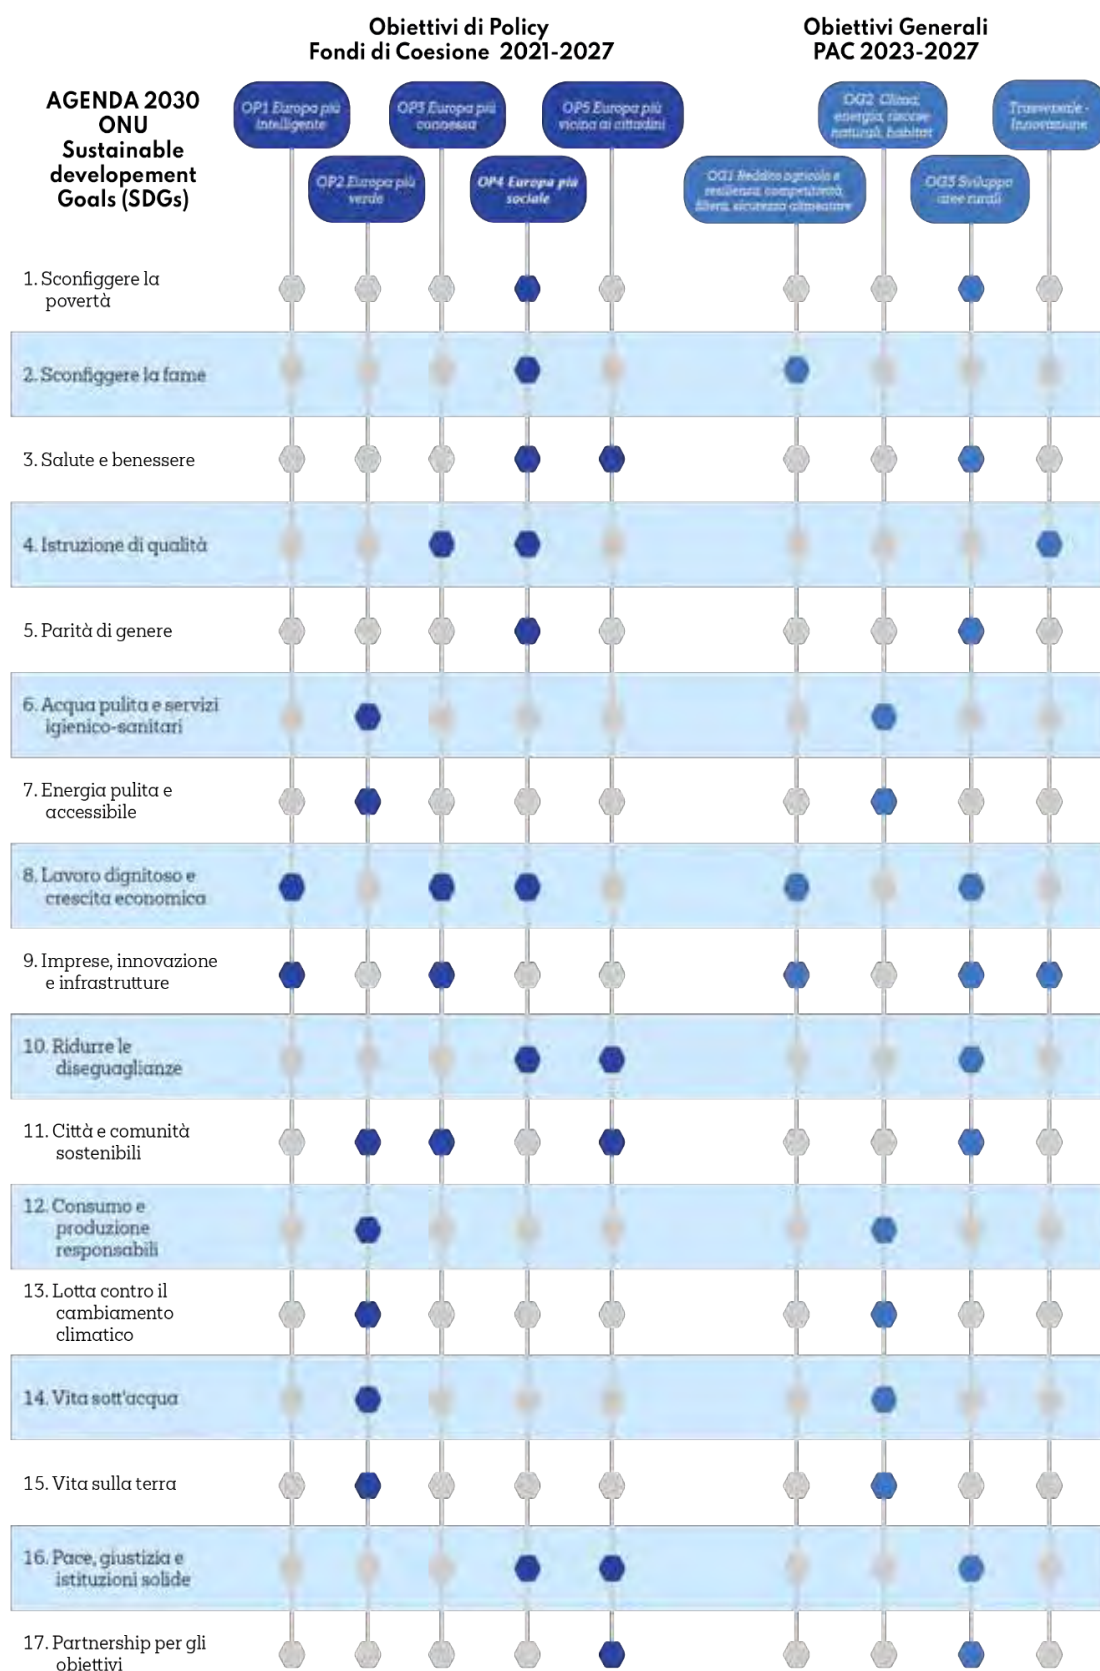 Obiettivi di Policy
Fondi di Coesione 2021-2027
Obiettivi Generali
PAC 2023-2027
AGENDA 2030
ONU
Sustainable
developement
Goals (SDGs)
OP1 Europa più
intelligente
OP3 Europa più
connessa
OP5 Europa più
vicina ai cittadini
OG2 Clima,
energia, risorse
naturali, habitat
Trasversale -
Innovazione
OP2 Europa più
verde
OP4 Europa più
sociale
OG1 Reddito agricolo e
resilienza, competitività,
filiera, sicurezza alimentare
OG3 Sviluppo
aree rurali
1. Sconfiggere la
povertà
2. Sconfiggere la fame
3. Salute e benessere
4. Istruzione di qualità
5. Parità di genere
6. Acqua pulita e servizi
igienico-sanitari
7. Energia pulita e
accessibile
8. Lavoro dignitoso e
crescita economica
9. Imprese, innovazione
e infrastrutture
10. Ridurre le
diseguaglianze
11. Città e comunità
sostenibili
12. Consumo e
produzione
responsabili
13. Lotta contro il
cambiamento
climatico
14. Vita sott'acqua
15. Vita sulla terra
16. Pace, giustizia e
istituzioni solide
17. Partnership per gli
obiettivi